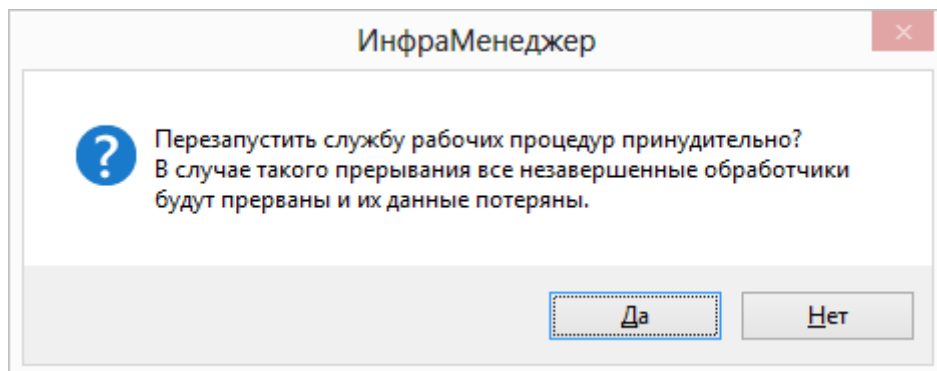 ИнфраМенеджер
Перезапустить службу рабочих процедур принудительно?
В случае такого прерывания все незавершенные обработчики
будут прерваны и их данные потеряны.
Да
Нет